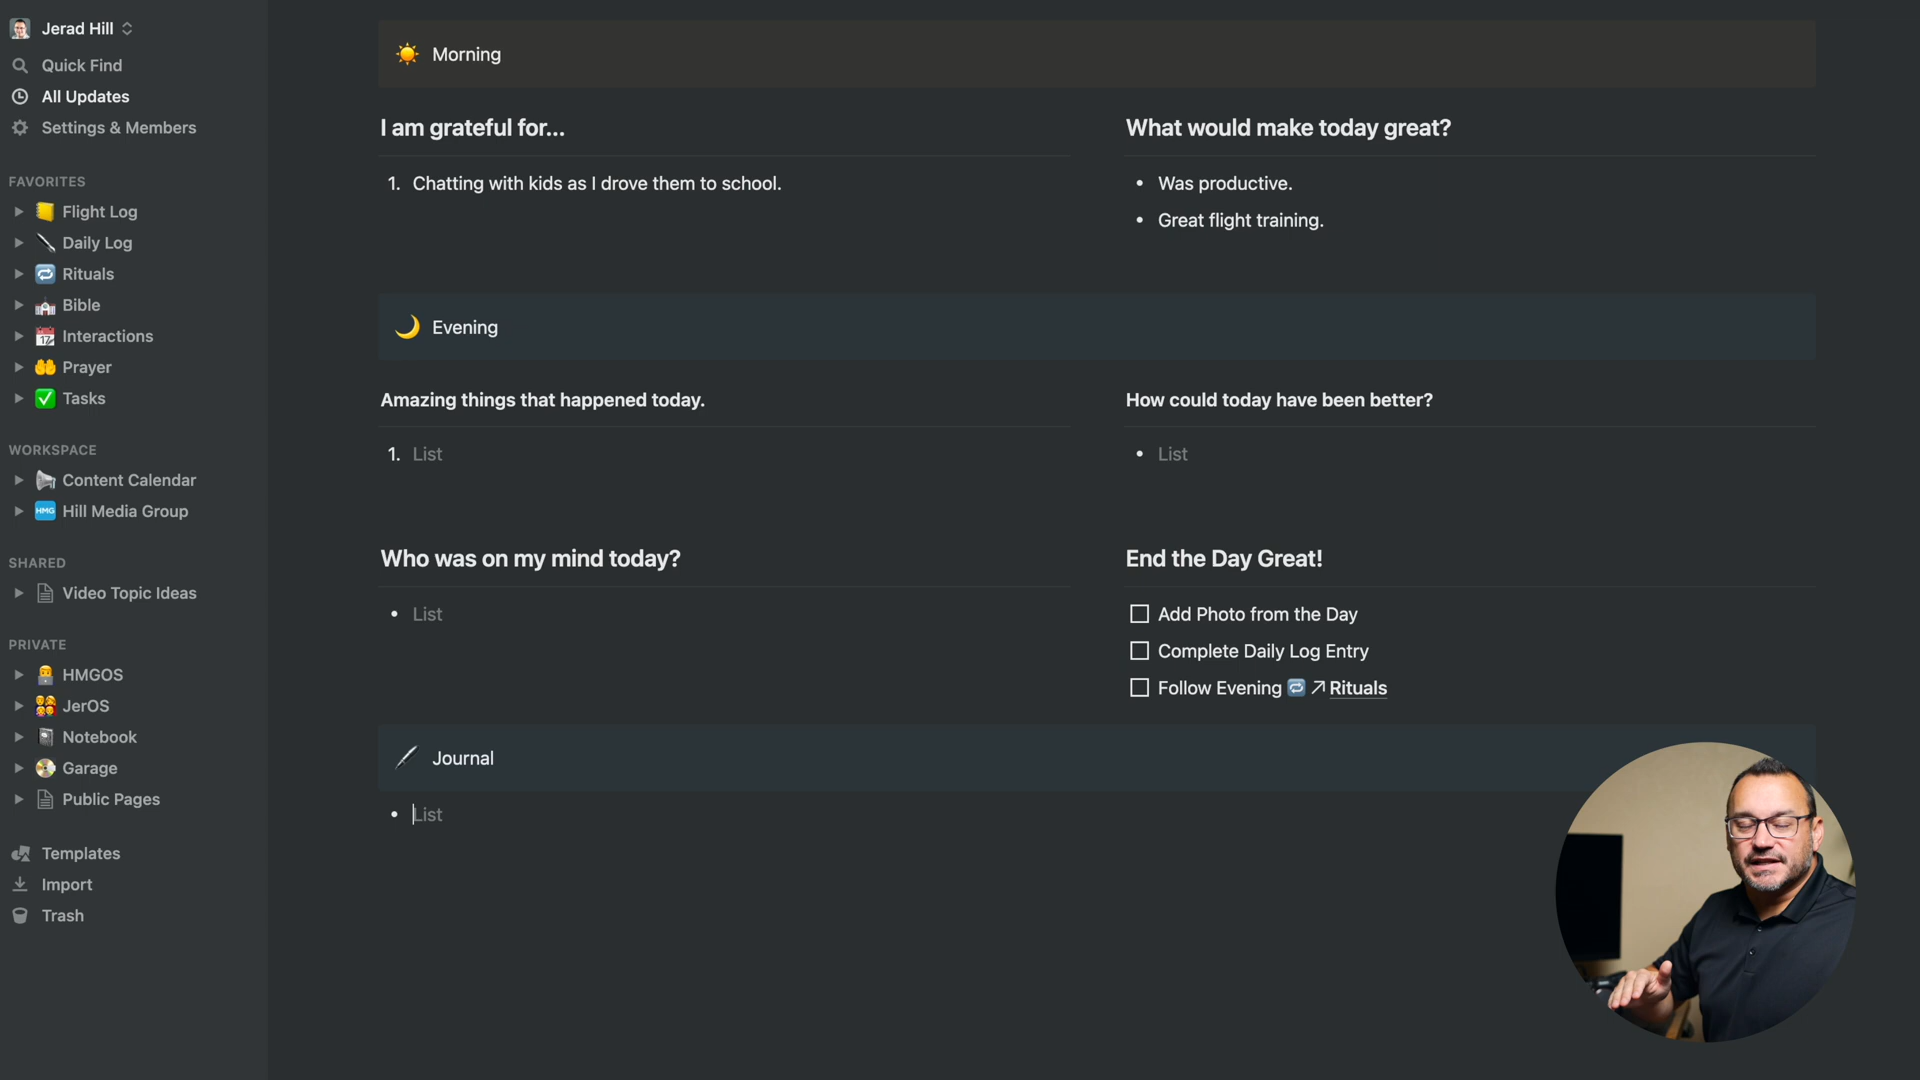 Jerad Hill
Quick Find
All Updates
Settings & Members
FAVORITES
Flight Log
Daily Log
Rituals
Bible
Interactions
Prayer
Tasks
WORKSPACE
Content Calendar
HMG Hill Media Group
SHARED
Video Topic Ideas
PRIVATE
HMGOS
JerOS
Notebook
Garage
Public Pages
Templates
Import
Trash
Morning
I am grateful for...
1. Chatting with kids as I drove them to school.
What would make today great?
• Was productive.
• Great flight training.
Evening
Amazing things that happened today.
1. List
How could today have been better?
• List
Who was on my mind today?
• List
End the Day Great!
Add Photo from the Day
Complete Daily Log Entry
Follow Evening Rituals
Journal
• List